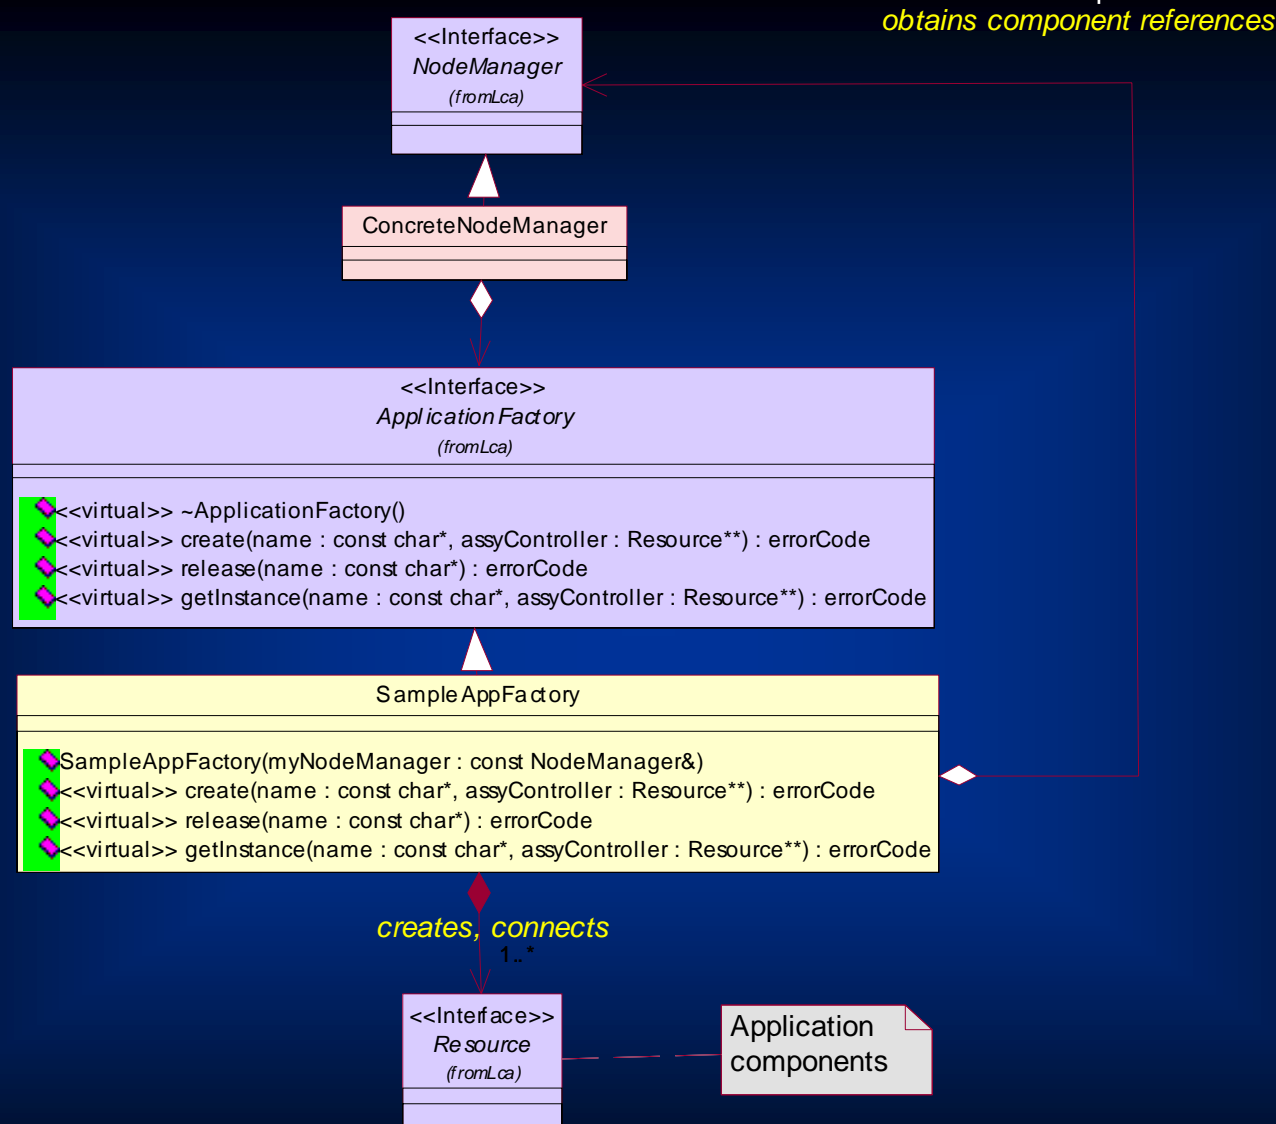 obtains component references
<<Interface>>
NodeManager
(fromLca)
ConcreteNodeManager
<<Interface>>
ApplicationFactory
(fromLca)
<<virtual>> ~ApplicationFactory()
<<virtual>> create(name : const char*, assyController : Resource**) : errorCode
<<virtual>> release(name : const char*) : errorCode
<<virtual>> getInstance(name : const char*, assyController : Resource**) : errorCode
SampleAppFactory
SampleAppFactory(myNodeManager : const NodeManager&)
<<virtual>> create(name : const char*, assyController : Resource**) : errorCode
<<virtual>> release(name : const char*) : errorCode
<<virtual>> getInstance(name : const char*, assyController : Resource**) : errorCode
creates, connects
1..*
<<Interface>>
Resource
(fromLca)
Application
components